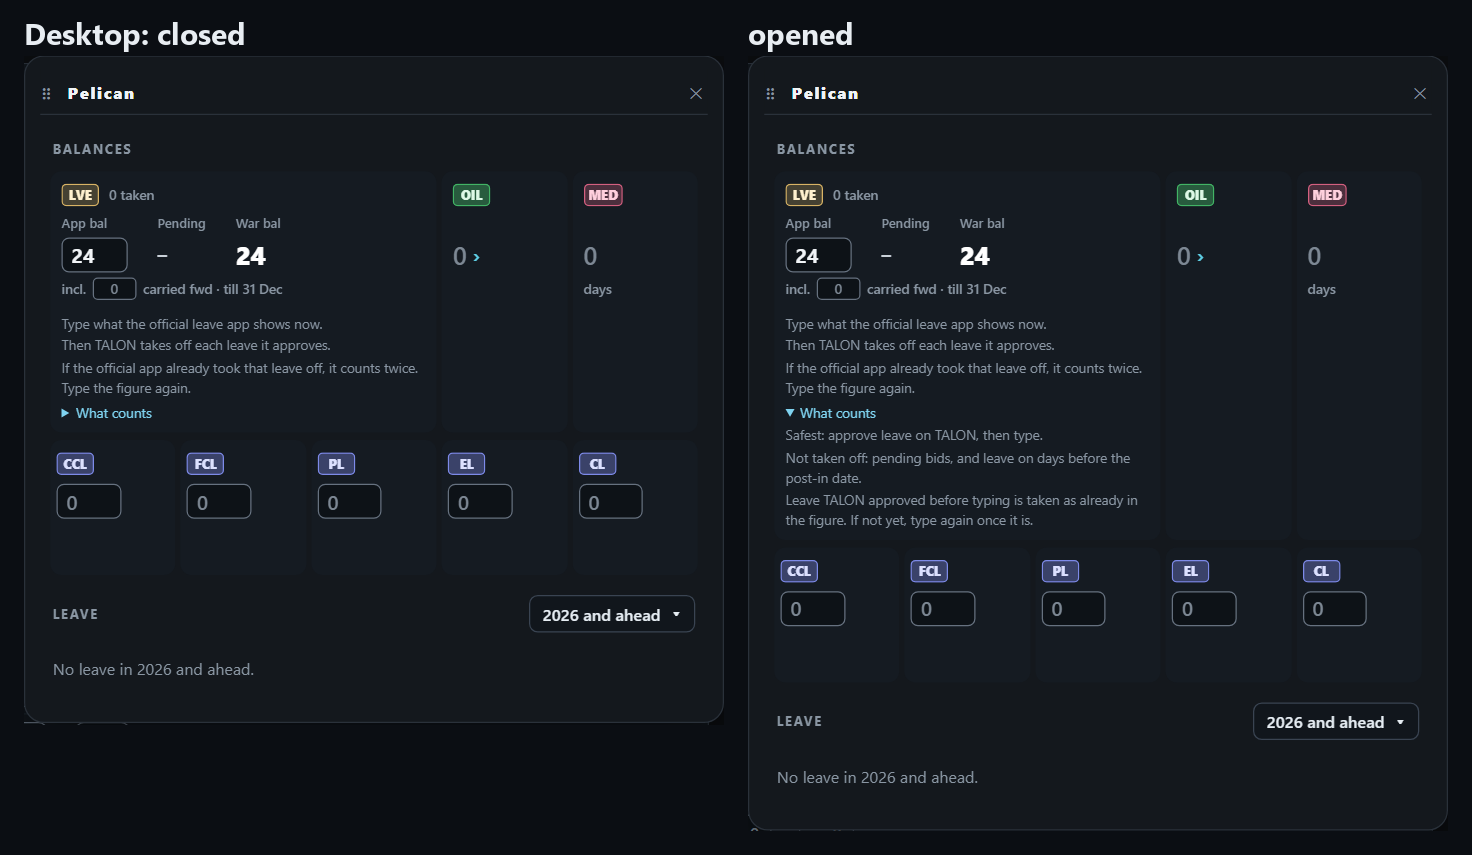 Desktop: closed
Pelican
BALANCES
LVE 0 taken
OIL
MED
App bal Pending War bal
24 – 24
0 ›
0
incl. 0 carried fwd · till 31 Dec
days
Type what the official leave app shows now.
Then TALON takes off each leave it approves.
If the official app already took that leave off, it counts twice.
Type the figure again.
What counts
CCL FCL PL EL CL
0 0 0 0 0
LEAVE 2026 and ahead
No leave in 2026 and ahead.
opened
Pelican
BALANCES
LVE 0 taken
OIL
MED
App bal Pending War bal
24 – 24
0 ›
0
incl. 0 carried fwd · till 31 Dec
days
Type what the official leave app shows now.
Then TALON takes off each leave it approves.
If the official app already took that leave off, it counts twice.
Type the figure again.
What counts
Safest: approve leave on TALON, then type.
Not taken off: pending bids, and leave on days before the
post-in date.
Leave TALON approved before typing is taken as already in
the figure. If not yet, type again once it is.
CCL FCL PL EL CL
0 0 0 0 0
LEAVE 2026 and ahead
No leave in 2026 and ahead.